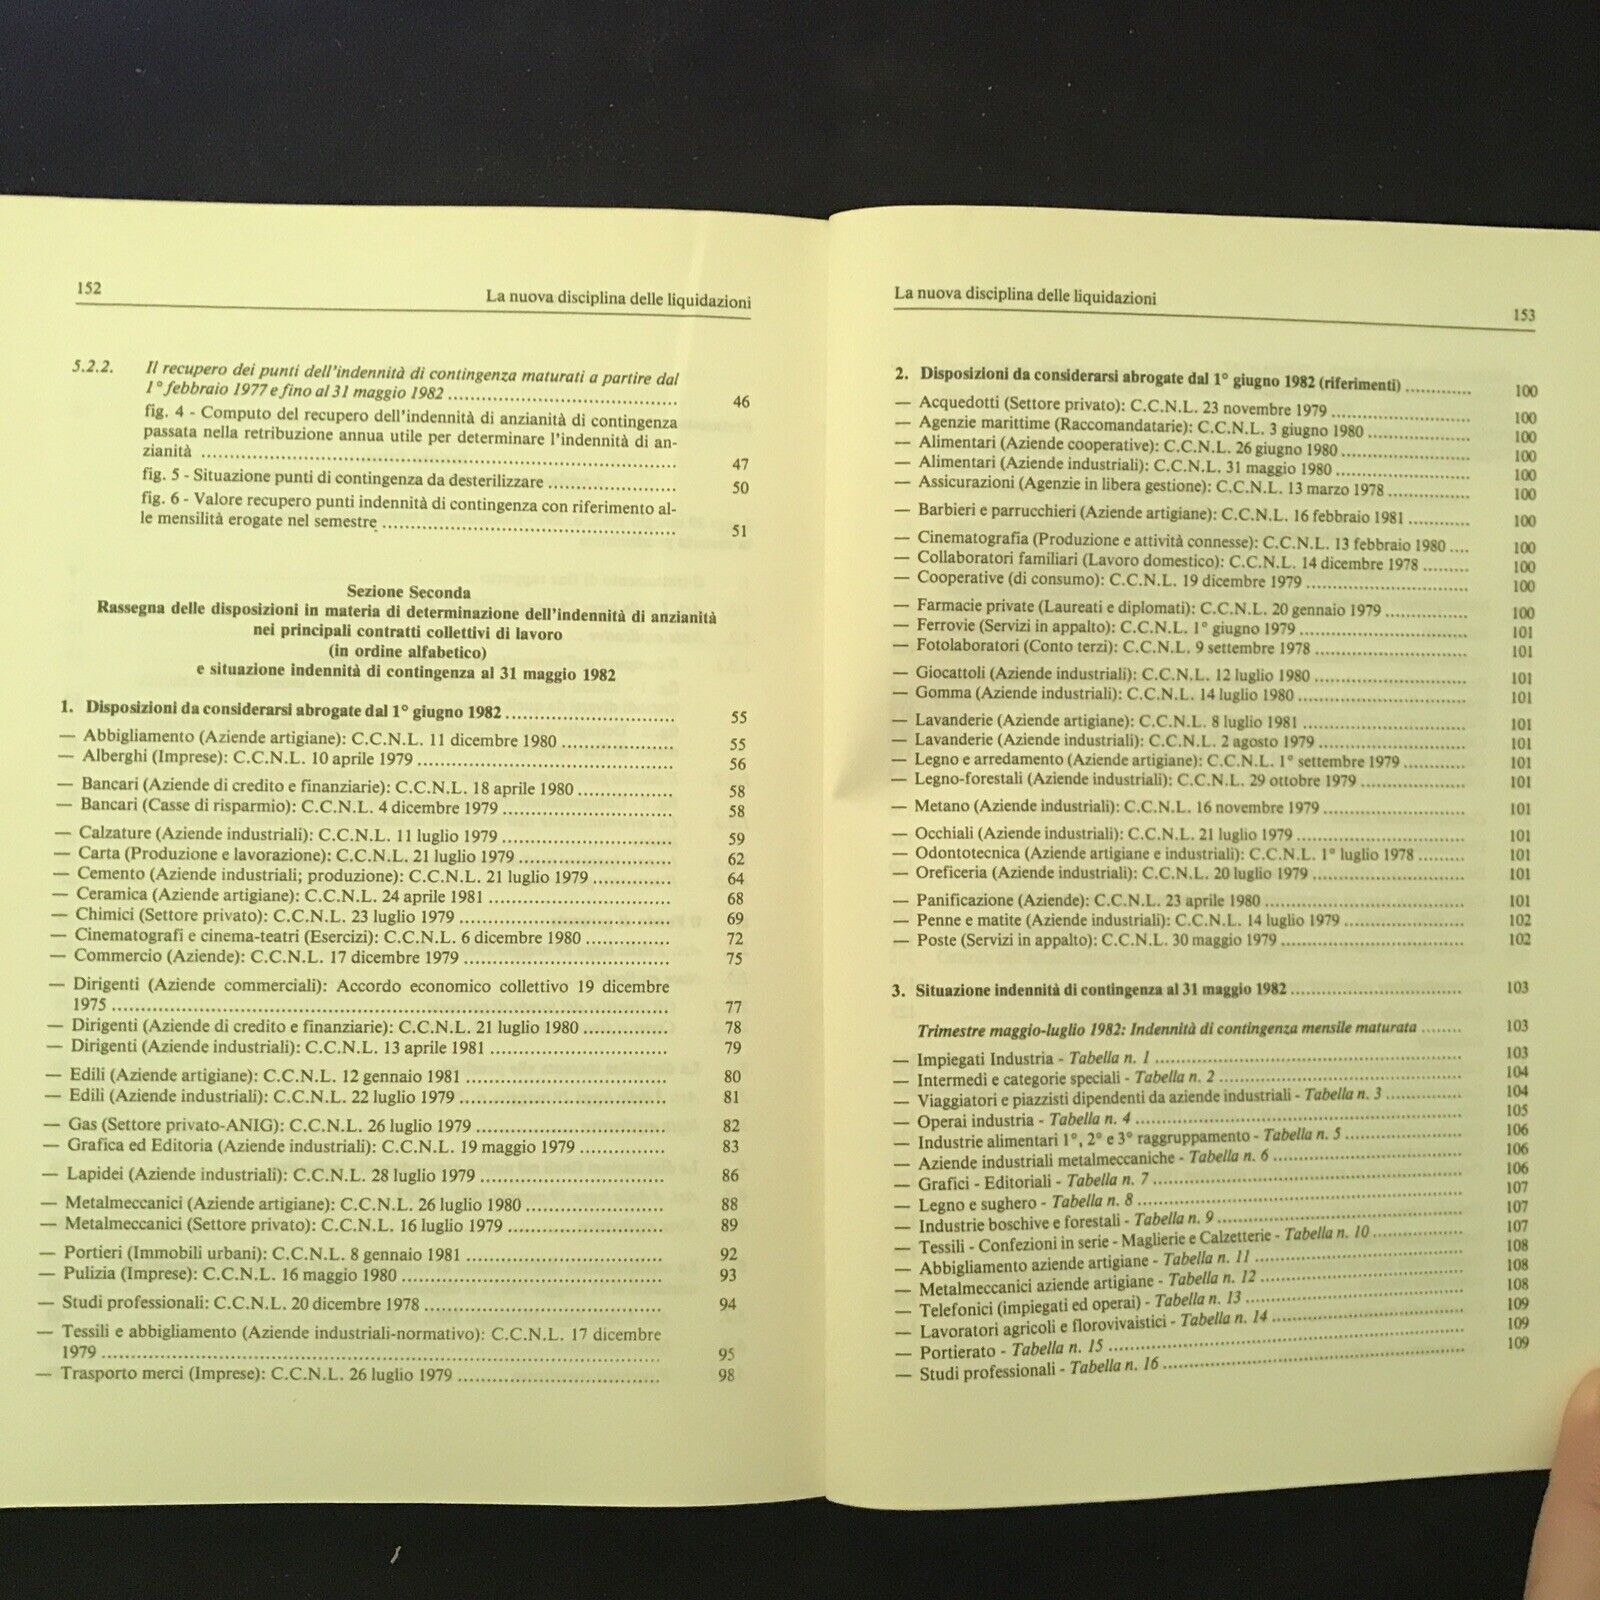 152
La nuova disciplina delle liquidazioni
5.2.2. Il recupero dei punti dell'indennità di contingenza maturati a partire dal
1° febbraio 1977 e fino al 31 maggio 1982 ........ 46
fig. 4 - Computo del recupero dell'indennità di anzianità di contingenza
passata nella retribuzione annua utile per determinare l'indennità di an-
zianità ........ 47
fig. 5 - Situazione punti di contingenza da desterilizzare ........ 50
fig. 6 - Valore recupero punti indennità di contingenza con riferimento al-
le mensilità erogate nel semestre ........ 51
Sezione Seconda
Rassegna delle disposizioni in materia di determinazione dell'indennità di anzianità
nei principali contratti collettivi di lavoro
(in ordine alfabetico)
e situazione indennità di contingenza al 31 maggio 1982
1. Disposizioni da considerarsi abrogate dal 1° giugno 1982 ........ 55
— Abbigliamento (Aziende artigiane): C.C.N.L. 11 dicembre 1980 ........ 55
— Alberghi (Imprese): C.C.N.L. 10 aprile 1979 ........ 56
— Bancari (Aziende di credito e finanziarie): C.C.N.L. 18 aprile 1980 ........ 58
— Bancari (Casse di risparmio): C.C.N.L. 4 dicembre 1979 ........ 58
— Calzature (Aziende industriali): C.C.N.L. 11 luglio 1979 ........ 59
— Carta (Produzione e lavorazione): C.C.N.L. 21 luglio 1979 ........ 62
— Cemento (Aziende industriali; produzione): C.C.N.L. 21 luglio 1979 ........ 64
— Ceramica (Aziende artigiane): C.C.N.L. 24 aprile 1981 ........ 68
— Chimici (Settore privato): C.C.N.L. 23 luglio 1979 ........ 69
— Cinematografi e cinema-teatri (Esercizi): C.C.N.L. 6 dicembre 1980 ........ 72
— Commercio (Aziende): C.C.N.L. 17 dicembre 1979 ........ 75
— Dirigenti (Aziende commerciali): Accordo economico collettivo 19 dicembre
1975 ........ 77
— Dirigenti (Aziende di credito e finanziarie): C.C.N.L. 21 luglio 1980 ........ 78
— Dirigenti (Aziende industriali): C.C.N.L. 13 aprile 1981 ........ 79
— Edili (Aziende artigiane): C.C.N.L. 12 gennaio 1981 ........ 80
— Edili (Aziende industriali): C.C.N.L. 22 luglio 1979 ........ 81
— Gas (Settore privato-ANIG): C.C.N.L. 26 luglio 1979 ........ 82
— Grafica ed Editoria (Aziende industriali): C.C.N.L. 19 maggio 1979 ........ 83
— Lapidei (Aziende industriali): C.C.N.L. 28 luglio 1979 ........ 86
— Metalmeccanici (Aziende artigiane): C.C.N.L. 26 luglio 1980 ........ 88
— Metalmeccanici (Settore privato): C.C.N.L. 16 luglio 1979 ........ 89
— Portieri (Immobili urbani): C.C.N.L. 8 gennaio 1981 ........ 92
— Pulizia (Imprese): C.C.N.L. 16 maggio 1980 ........ 93
— Studi professionali: C.C.N.L. 20 dicembre 1978 ........ 94
— Tessili e abbigliamento (Aziende industriali-normativo): C.C.N.L. 17 dicembre
1979 ........ 95
— Trasporto merci (Imprese): C.C.N.L. 26 luglio 1979 ........ 98
La nuova disciplina delle liquidazioni
153
2. Disposizioni da considerarsi abrogate dal 1° giugno 1982 (riferimenti) ........ 100
— Acquedotti (Settore privato): C.C.N.L. 23 novembre 1979 ........ 100
— Agenzie marittime (Raccomandatarie): C.C.N.L. 3 giugno 1980 ........ 100
— Alimentari (Aziende cooperative): C.C.N.L. 26 giugno 1980 ........ 100
— Alimentari (Aziende industriali): C.C.N.L. 31 maggio 1980 ........ 100
— Assicurazioni (Agenzie in libera gestione): C.C.N.L. 13 marzo 1978 ........ 100
— Barbieri e parrucchieri (Aziende artigiane): C.C.N.L. 16 febbraio 1981 ........ 100
— Cinematografia (Produzione e attività connesse): C.C.N.L. 13 febbraio 1980 .... 100
— Collaboratori familiari (Lavoro domestico): C.C.N.L. 14 dicembre 1978 ........ 100
— Cooperative (di consumo): C.C.N.L. 19 dicembre 1979 ........ 100
— Farmacie private (Laureati e diplomati): C.C.N.L. 20 gennaio 1979 ........ 100
— Ferrovie (Servizi in appalto): C.C.N.L. 1° giugno 1979 ........ 101
— Fotolaboratori (Conto terzi): C.C.N.L. 9 settembre 1978 ........ 101
— Giocattoli (Aziende industriali): C.C.N.L. 12 luglio 1980 ........ 101
— Gomma (Aziende industriali): C.C.N.L. 14 luglio 1980 ........ 101
— Lavanderie (Aziende artigiane): C.C.N.L. 8 luglio 1981 ........ 101
— Lavanderie (Aziende industriali): C.C.N.L. 2 agosto 1979 ........ 101
— Legno e arredamento (Aziende artigiane): C.C.N.L. 1° settembre 1979 ........ 101
— Legno-forestali (Aziende industriali): C.C.N.L. 29 ottobre 1979 ........ 101
— Metano (Aziende industriali): C.C.N.L. 16 novembre 1979 ........ 101
— Occhiali (Aziende industriali): C.C.N.L. 21 luglio 1979 ........ 101
— Odontotecnica (Aziende artigiane e industriali): C.C.N.L. 1° luglio 1978 ........ 101
— Oreficeria (Aziende industriali): C.C.N.L. 20 luglio 1979 ........ 101
— Panificazione (Aziende): C.C.N.L. 23 aprile 1980 ........ 101
— Penne e matite (Aziende industriali): C.C.N.L. 14 luglio 1979 ........ 102
— Poste (Servizi in appalto): C.C.N.L. 30 maggio 1979 ........ 102
3. Situazione indennità di contingenza al 31 maggio 1982 ........ 103
Trimestre maggio-luglio 1982: Indennità di contingenza mensile maturata ........ 103
— Impiegati Industria - Tabella n. 1 ........ 103
— Intermedi e categorie speciali - Tabella n. 2 ........ 104
— Viaggiatori e piazzisti dipendenti da aziende industriali - Tabella n. 3 ........ 104
— Operai industria - Tabella n. 4 ........ 105
— Industrie alimentari 1°, 2° e 3° raggruppamento - Tabella n. 5 ........ 106
— Aziende industriali metalmeccaniche - Tabella n. 6 ........ 106
— Grafici - Editoriali - Tabella n. 7 ........ 106
— Legno e sughero - Tabella n. 8 ........ 107
— Industrie boschive e forestali - Tabella n. 9 ........ 107
— Tessili - Confezioni in serie - Maglierie e Calzetterie - Tabella n. 10 ........ 107
— Abbigliamento aziende artigiane - Tabella n. 11 ........ 108
— Metalmeccanici aziende artigiane - Tabella n. 12 ........ 108
— Telefonici (impiegati ed operai) - Tabella n. 13 ........ 108
— Lavoratori agricoli e florovivaistici - Tabella n. 14 ........ 109
— Portierato - Tabella n. 15 ........ 109
— Studi professionali - Tabella n. 16 ........ 109